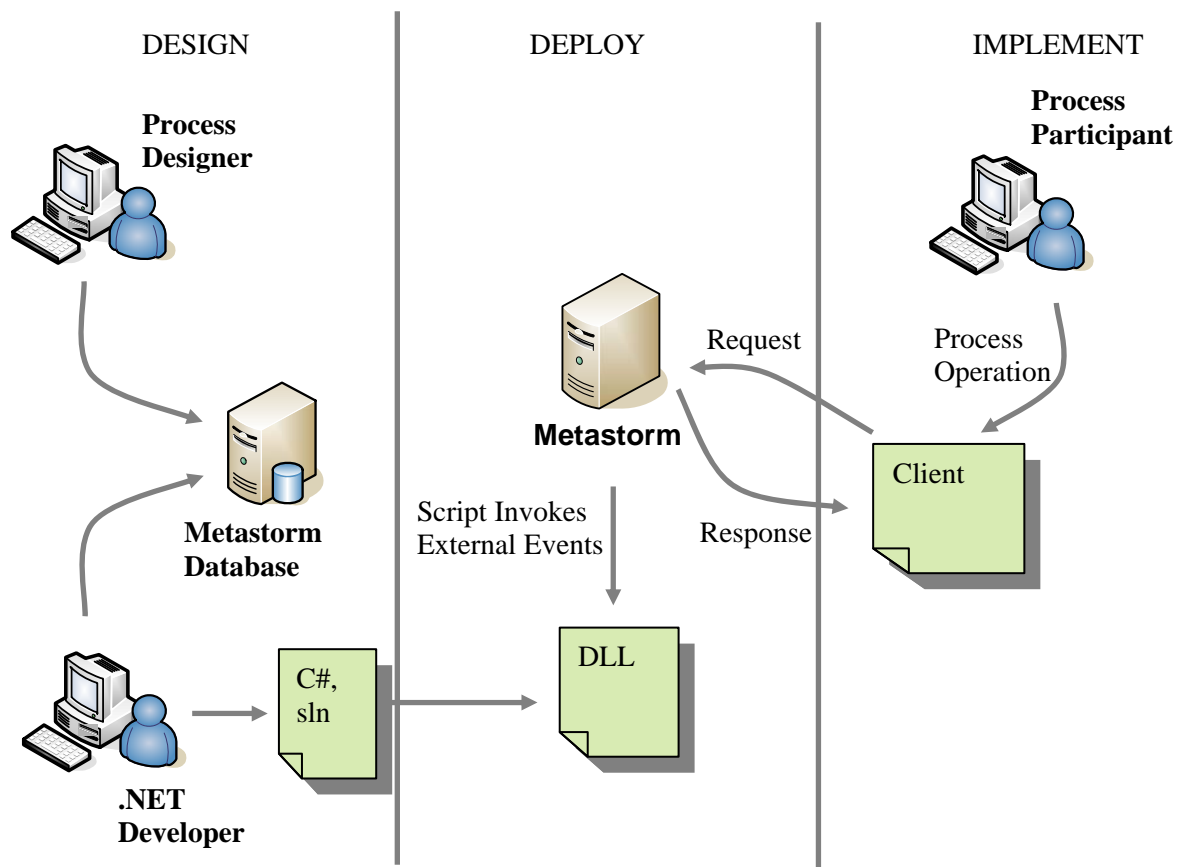 DESIGN
DEPLOY
IMPLEMENT
Process
Designer
Process
Participant
Request
Process
Operation
Metastorm
Client
Metastorm
Database
Script Invokes
External Events
Response
C#,
sln
DLL
.NET
Developer